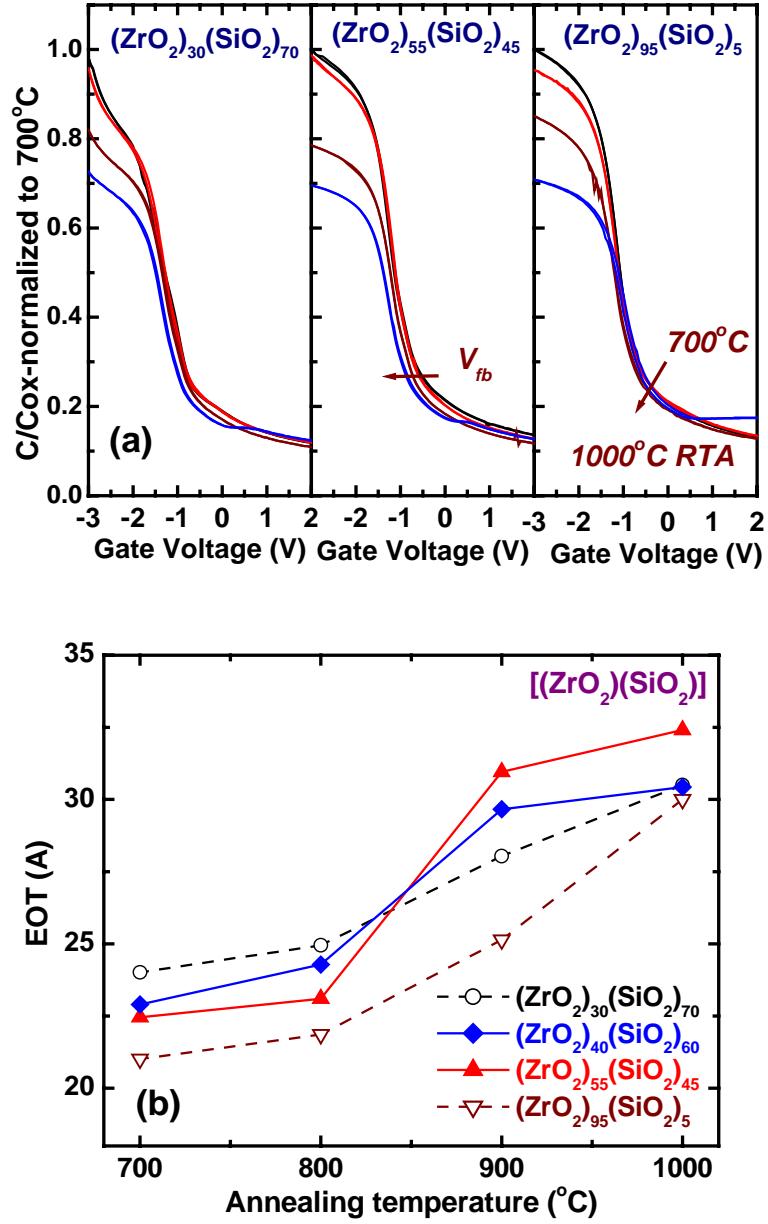 (ZrO₂)₃₀(SiO₂)₇₀ (ZrO₂)₅₅(SiO₂)₄₅ (ZrO₂)₉₅(SiO₂)₅
C/Cox-normalized to 700°C
1.0
0.8
0.6
0.4
0.2
0.0
V_fb
700°C
1000°C RTA
(a)
-3 -2 -1 0 1 2 -3 -2 -1 0 1 -3 -2 -1 0 1 2
Gate Voltage (V) Gate Voltage (V) Gate Voltage (V)
[(ZrO₂)(SiO₂)]
EOT (A)
35
30
25
20
(ZrO₂)₃₀(SiO₂)₇₀
(ZrO₂)₄₀(SiO₂)₆₀
(ZrO₂)₅₅(SiO₂)₄₅
(ZrO₂)₉₅(SiO₂)₅
(b)
700 800 900 1000
Annealing temperature (°C)